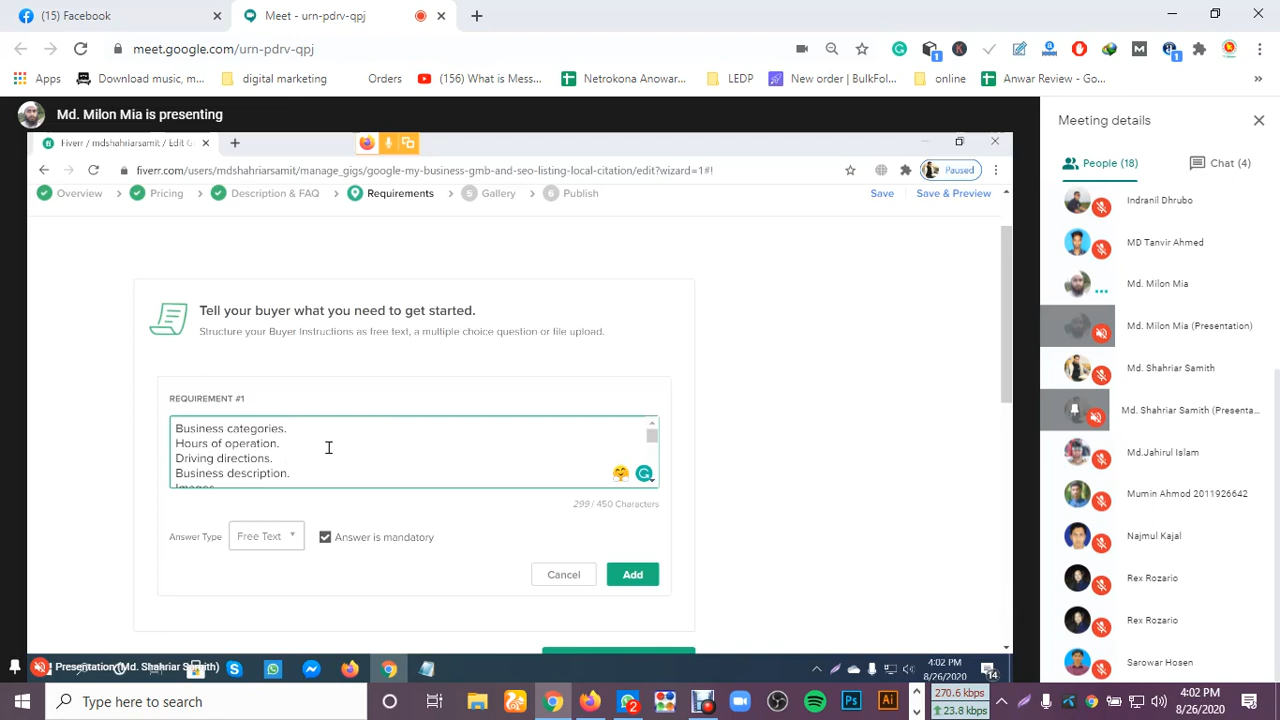 (15) Facebook
Meet - urn-pdrv-qpj
meet.google.com/urn-pdrv-qpj
Apps
Download music, m...
digital marketing
Orders
(156) What is Mess...
Netrokona Anowar...
LEDP
New order | BulkFol...
online
Anwar Review - Go...
Md. Milon Mia is presenting
Fiverr / mdshahriarsamit / Edit G
fiverr.com/users/mdshahriarsamit/manage_gigs/google-my-business-gmb-and-seo-listing-local-citation/edit?wizard=1#!
Paused
Overview
Pricing
Description & FAQ
Requirements
5 Gallery
6 Publish
Save
Save & Preview
Tell your buyer what you need to get started.
Structure your Buyer Instructions as free text, a multiple choice question or file upload.
REQUIREMENT #1
Business categories.
Hours of operation.
Driving directions.
Business description.
Images
299 / 450 Characters
Answer Type
Free Text
Answer is mandatory
Cancel
Add
Presentation (Md. Shahriar Samith)
4:02 PM
8/26/2020
14
Meeting details
People (18)
Chat (4)
Indranil Dhrubo
MD Tanvir Ahmed
Md. Milon Mia
Md. Milon Mia (Presentation)
Md. Shahriar Samith
Md. Shahriar Samith (Presenta...
Md.Jahirul Islam
Mumin Ahmod 2011926642
Najmul Kajal
Rex Rozario
Rex Rozario
Sarowar Hosen
Type here to search
2
Ps
Ai
270.6 kbps
23.8 kbps
4:02 PM
8/26/2020